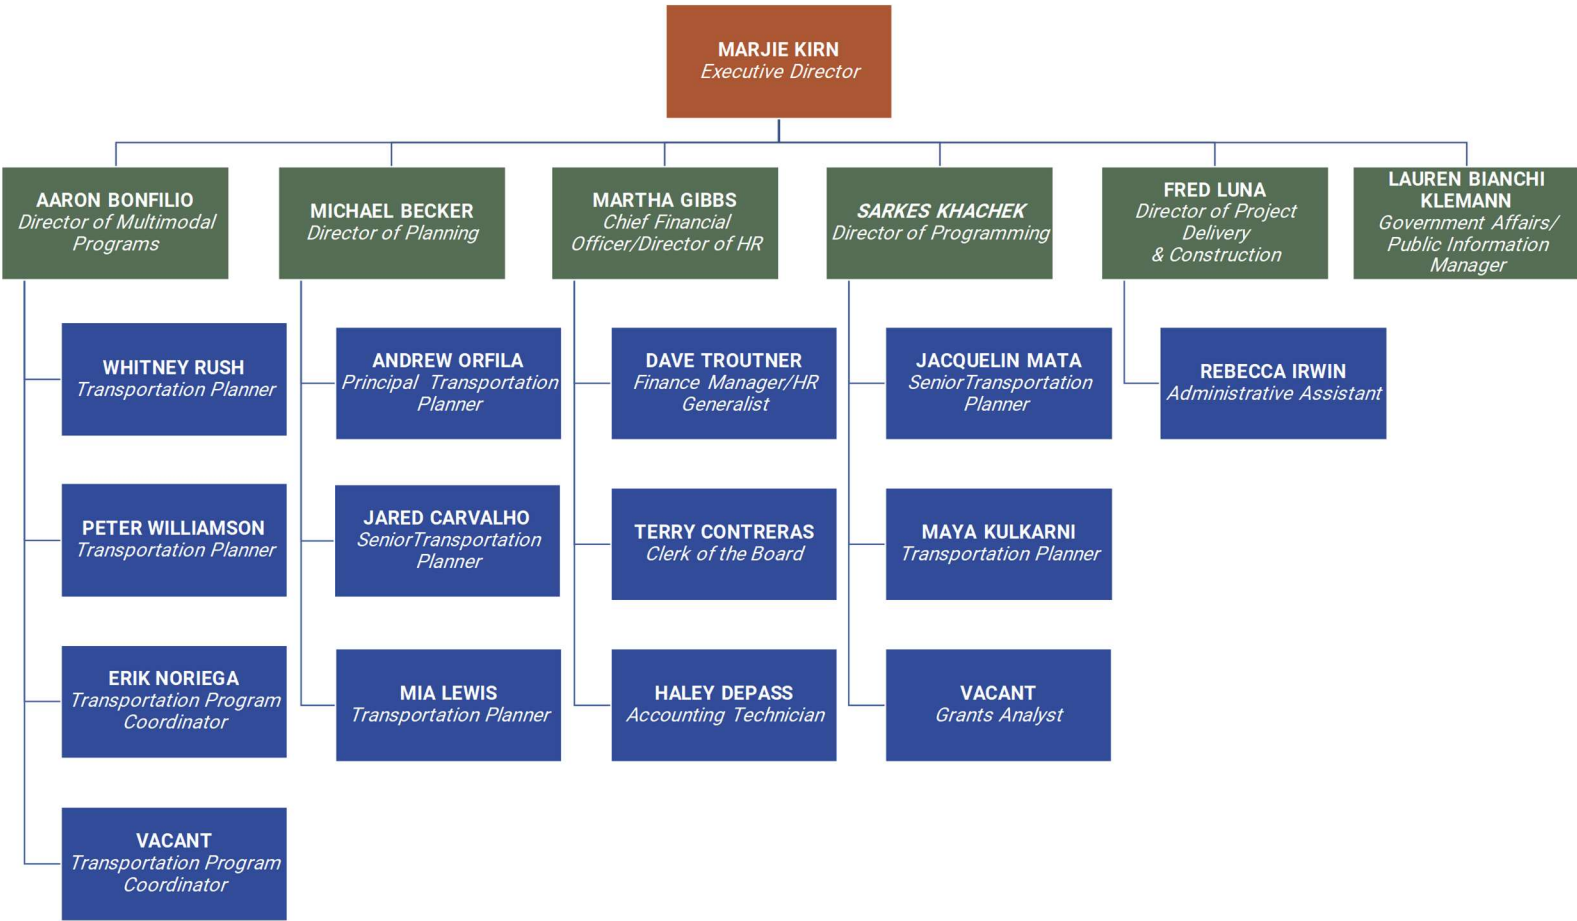 MARJIE KIRN
Executive Director
AARON BONFILIO
Director of Multimodal
Programs
MICHAEL BECKER
Director of Planning
MARTHA GIBBS
Chief Financial
Officer/Director of HR
SARKES KHACHEK
Director of Programming
FRED LUNA
Director of Project
Delivery
& Construction
LAUREN BIANCHI
KLEMANN
Government Affairs/
Public Information
Manager
WHITNEY RUSH
Transportation Planner
ANDREW ORFILA
Principal Transportation
Planner
DAVE TROUTNER
Finance Manager/HR
Generalist
JACQUELIN MATA
SeniorTransportation
Planner
REBECCA IRWIN
Administrative Assistant
PETER WILLIAMSON
Transportation Planner
JARED CARVALHO
SeniorTransportation
Planner
TERRY CONTRERAS
Clerk of the Board
MAYA KULKARNI
Transportation Planner
ERIK NORIEGA
Transportation Program
Coordinator
MIA LEWIS
Transportation Planner
HALEY DEPASS
Accounting Technician
VACANT
Grants Analyst
VACANT
Transportation Program
Coordinator